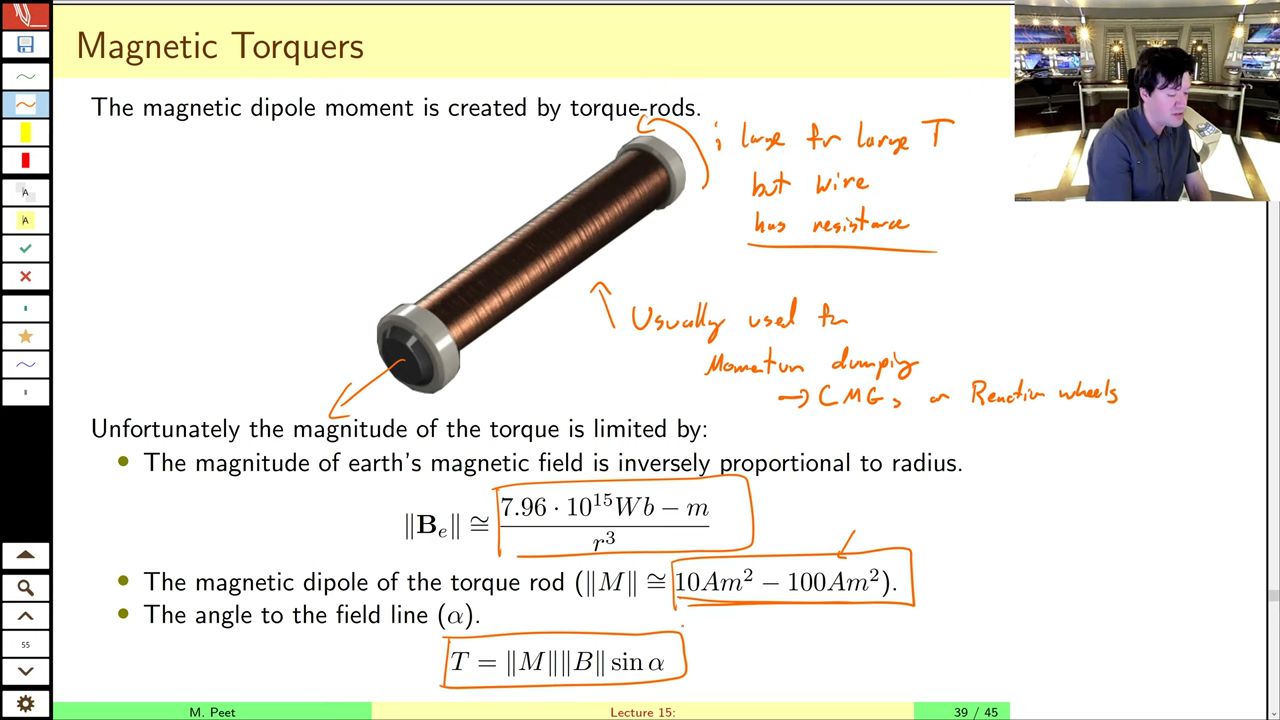 Magnetic Torquers
The magnetic dipole moment is created by torque-rods.
i large for large T
but wire
has resistance
Usually used for
Momentum dumping
→ CMGs or Reaction wheels
Unfortunately the magnitude of the torque is limited by:
• The magnitude of earth's magnetic field is inversely proportional to radius.
‖B_e‖ ≅ 7.96 · 10^15 Wb − m / r^3
• The magnetic dipole of the torque rod (‖M‖ ≅ 10Am^2 − 100Am^2).
• The angle to the field line (α).
T = ‖M‖‖B‖ sin α
55
M. Peet Lecture 15: 39 / 45